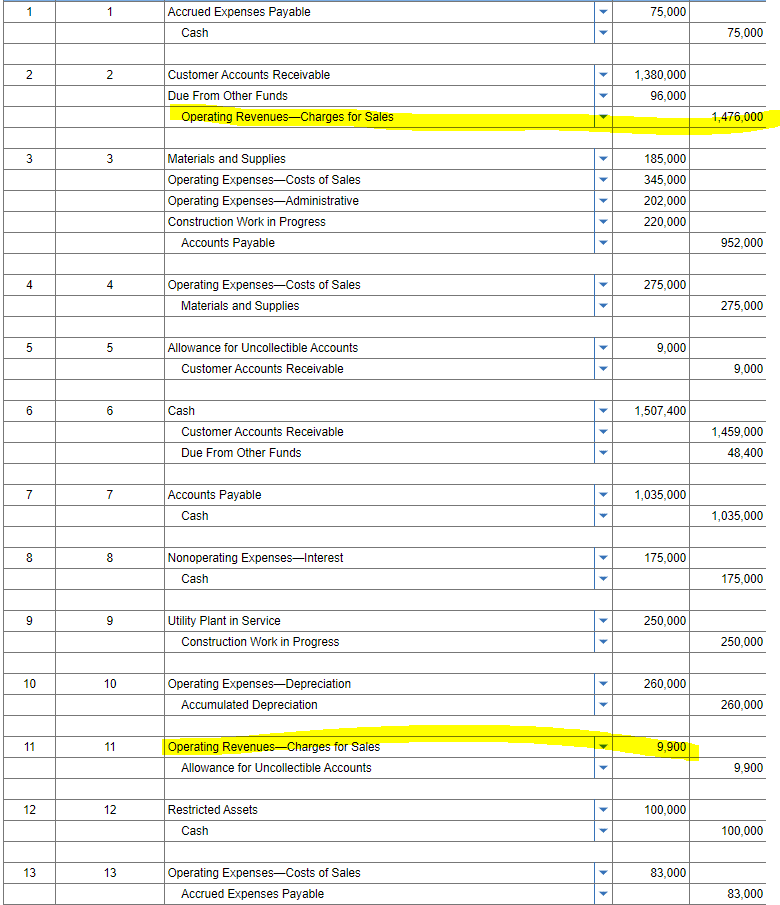 1 1 Accrued Expenses Payable 75,000
Cash 75,000
2 2 Customer Accounts Receivable 1,380,000
Due From Other Funds 96,000
Operating Revenues—Charges for Sales 1,476,000
3 3 Materials and Supplies 185,000
Operating Expenses—Costs of Sales 345,000
Operating Expenses—Administrative 202,000
Construction Work in Progress 220,000
Accounts Payable 952,000
4 4 Operating Expenses—Costs of Sales 275,000
Materials and Supplies 275,000
5 5 Allowance for Uncollectible Accounts 9,000
Customer Accounts Receivable 9,000
6 6 Cash 1,507,400
Customer Accounts Receivable 1,459,000
Due From Other Funds 48,400
7 7 Accounts Payable 1,035,000
Cash 1,035,000
8 8 Nonoperating Expenses—Interest 175,000
Cash 175,000
9 9 Utility Plant in Service 250,000
Construction Work in Progress 250,000
10 10 Operating Expenses—Depreciation 260,000
Accumulated Depreciation 260,000
11 11 Operating Revenues—Charges for Sales 9,900
Allowance for Uncollectible Accounts 9,900
12 12 Restricted Assets 100,000
Cash 100,000
13 13 Operating Expenses—Costs of Sales 83,000
Accrued Expenses Payable 83,000